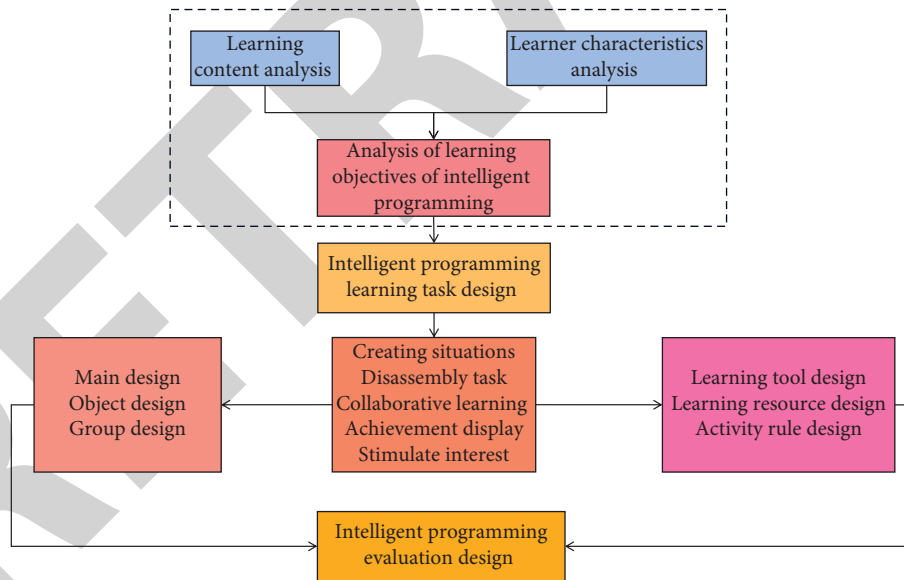 Learning
content analysis
Learner characteristics
analysis
Analysis of learning
objectives of intelligent
programming
Intelligent programming
learning task design
Main design
Object design
Group design
Creating situations
Disassembly task
Collaborative learning
Achievement display
Stimulate interest
Learning tool design
Learning resource design
Activity rule design
Intelligent programming
evaluation design